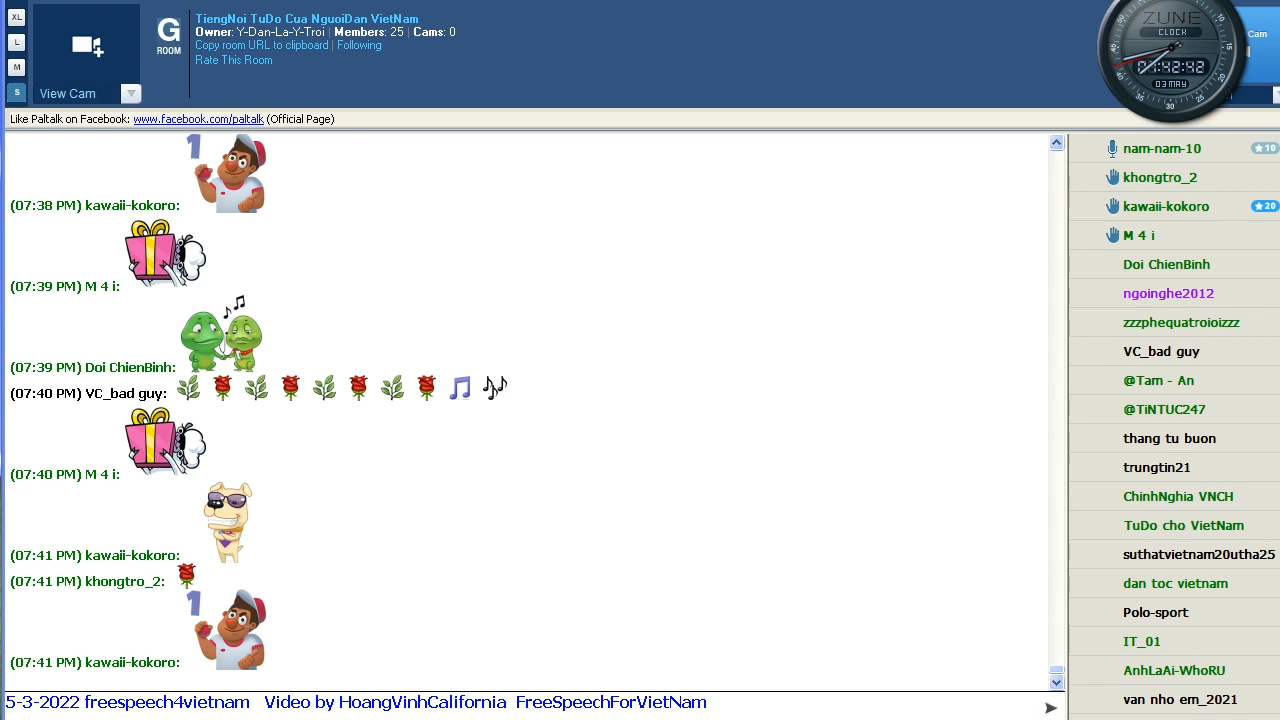 XL
L
M
S
View Cam
G
ROOM
TiengNoi TuDo Cua NguoiDan VietNam
Owner: Y-Dan-La-Y-Troi | Members: 25 | Cams: 0
Copy room URL to clipboard | Following
Rate This Room
ZUNE
CLOCK
03 MAY
Cam
Like Paltalk on Facebook: www.facebook.com/paltalk (Official Page)
1
(07:38 PM) kawaii-kokoro:
(07:39 PM) M 4 i:
(07:39 PM) Doi ChienBinh:
(07:40 PM) VC_bad guy:
(07:40 PM) M 4 i:
(07:41 PM) kawaii-kokoro:
(07:41 PM) khongtro_2:
1
(07:41 PM) kawaii-kokoro:
nam-nam-10 10
khongtro_2
kawaii-kokoro 20
M 4 i
Doi ChienBinh
ngoinghe2012
zzzphequatroioizzz
VC_bad guy
@Tam - An
@TiNTUC247
thang tu buon
trungtin21
ChinhNghia VNCH
TuDo cho VietNam
suthatvietnam20utha25
dan toc vietnam
Polo-sport
IT_01
AnhLaAi-WhoRU
van nho em_2021
5-3-2022 freespeech4vietnam Video by HoangVinhCalifornia FreeSpeechForVietNam